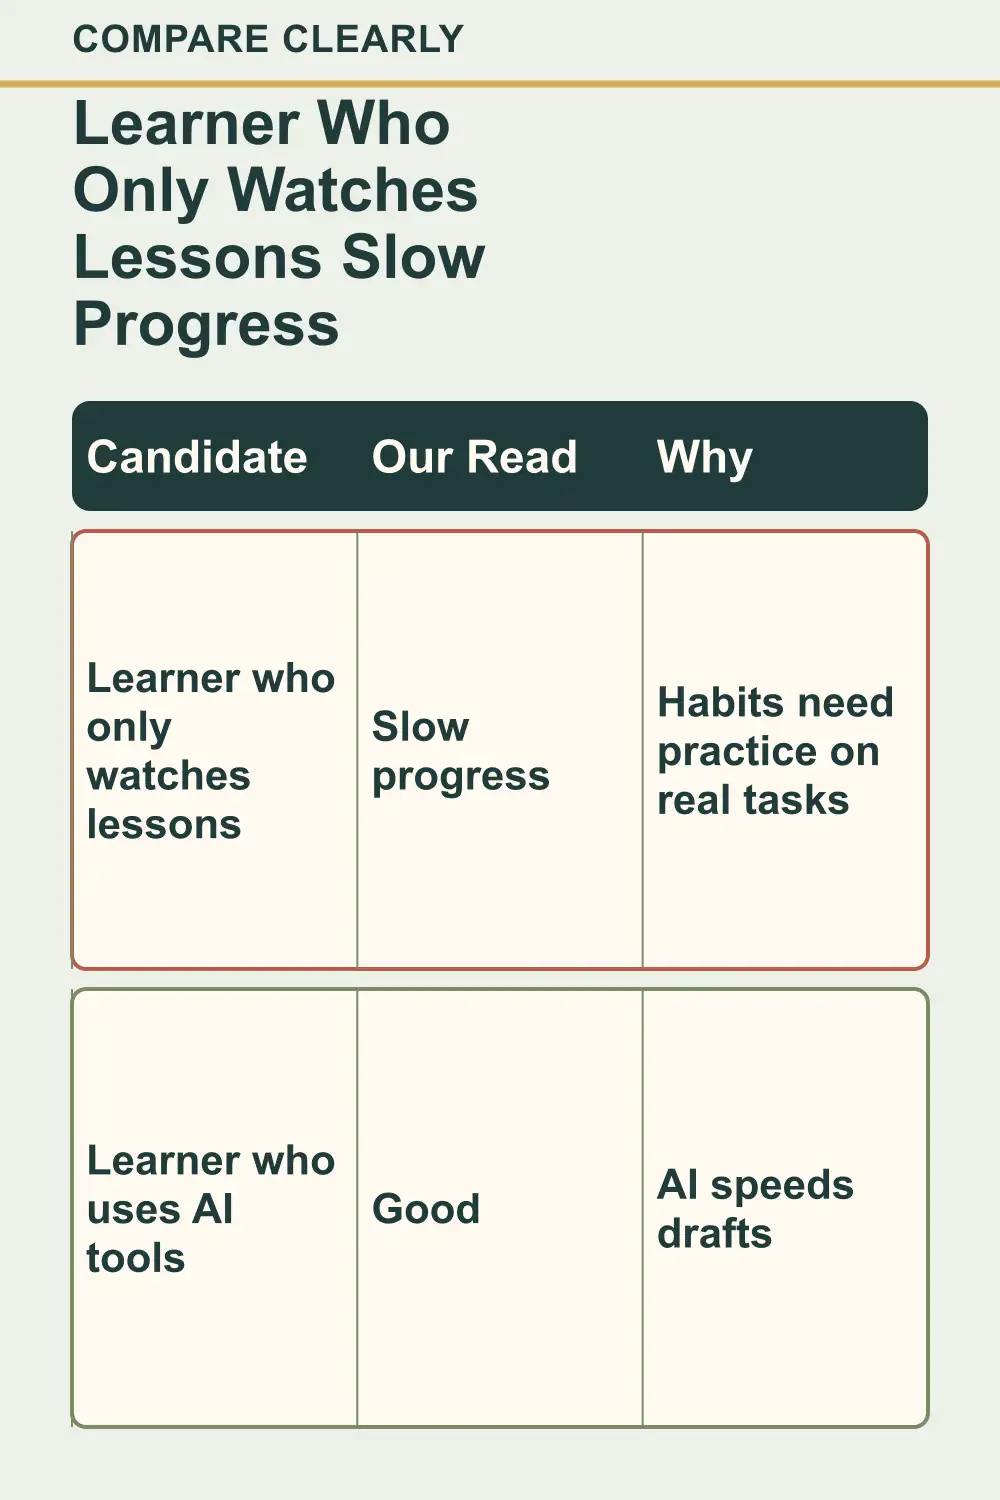 COMPARE CLEARLY
Learner Who
Only Watches
Lessons Slow
Progress
Candidate Our Read Why
Learner who
only
watches
lessons
Slow
progress
Habits need
practice on
real tasks
Learner who
uses AI
tools
Good
AI speeds
drafts